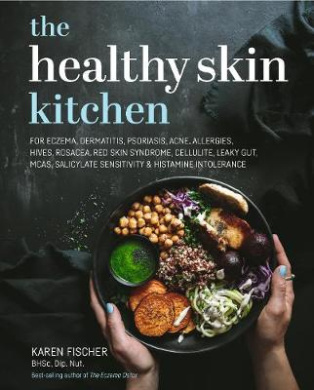 the
healthy skin
kitchen
FOR ECZEMA, DERMATITIS, PSORIASIS, ACNE, ALLERGIES,
HIVES, ROSACEA, RED SKIN SYNDROME, CELLULITE, LEAKY GUT,
MCAS, SALICYLATE SENSITIVITY & HISTAMINE INTOLERANCE
KAREN FISCHER
BHSc, Dip. Nut.
Best-selling author of The Eczema Detox